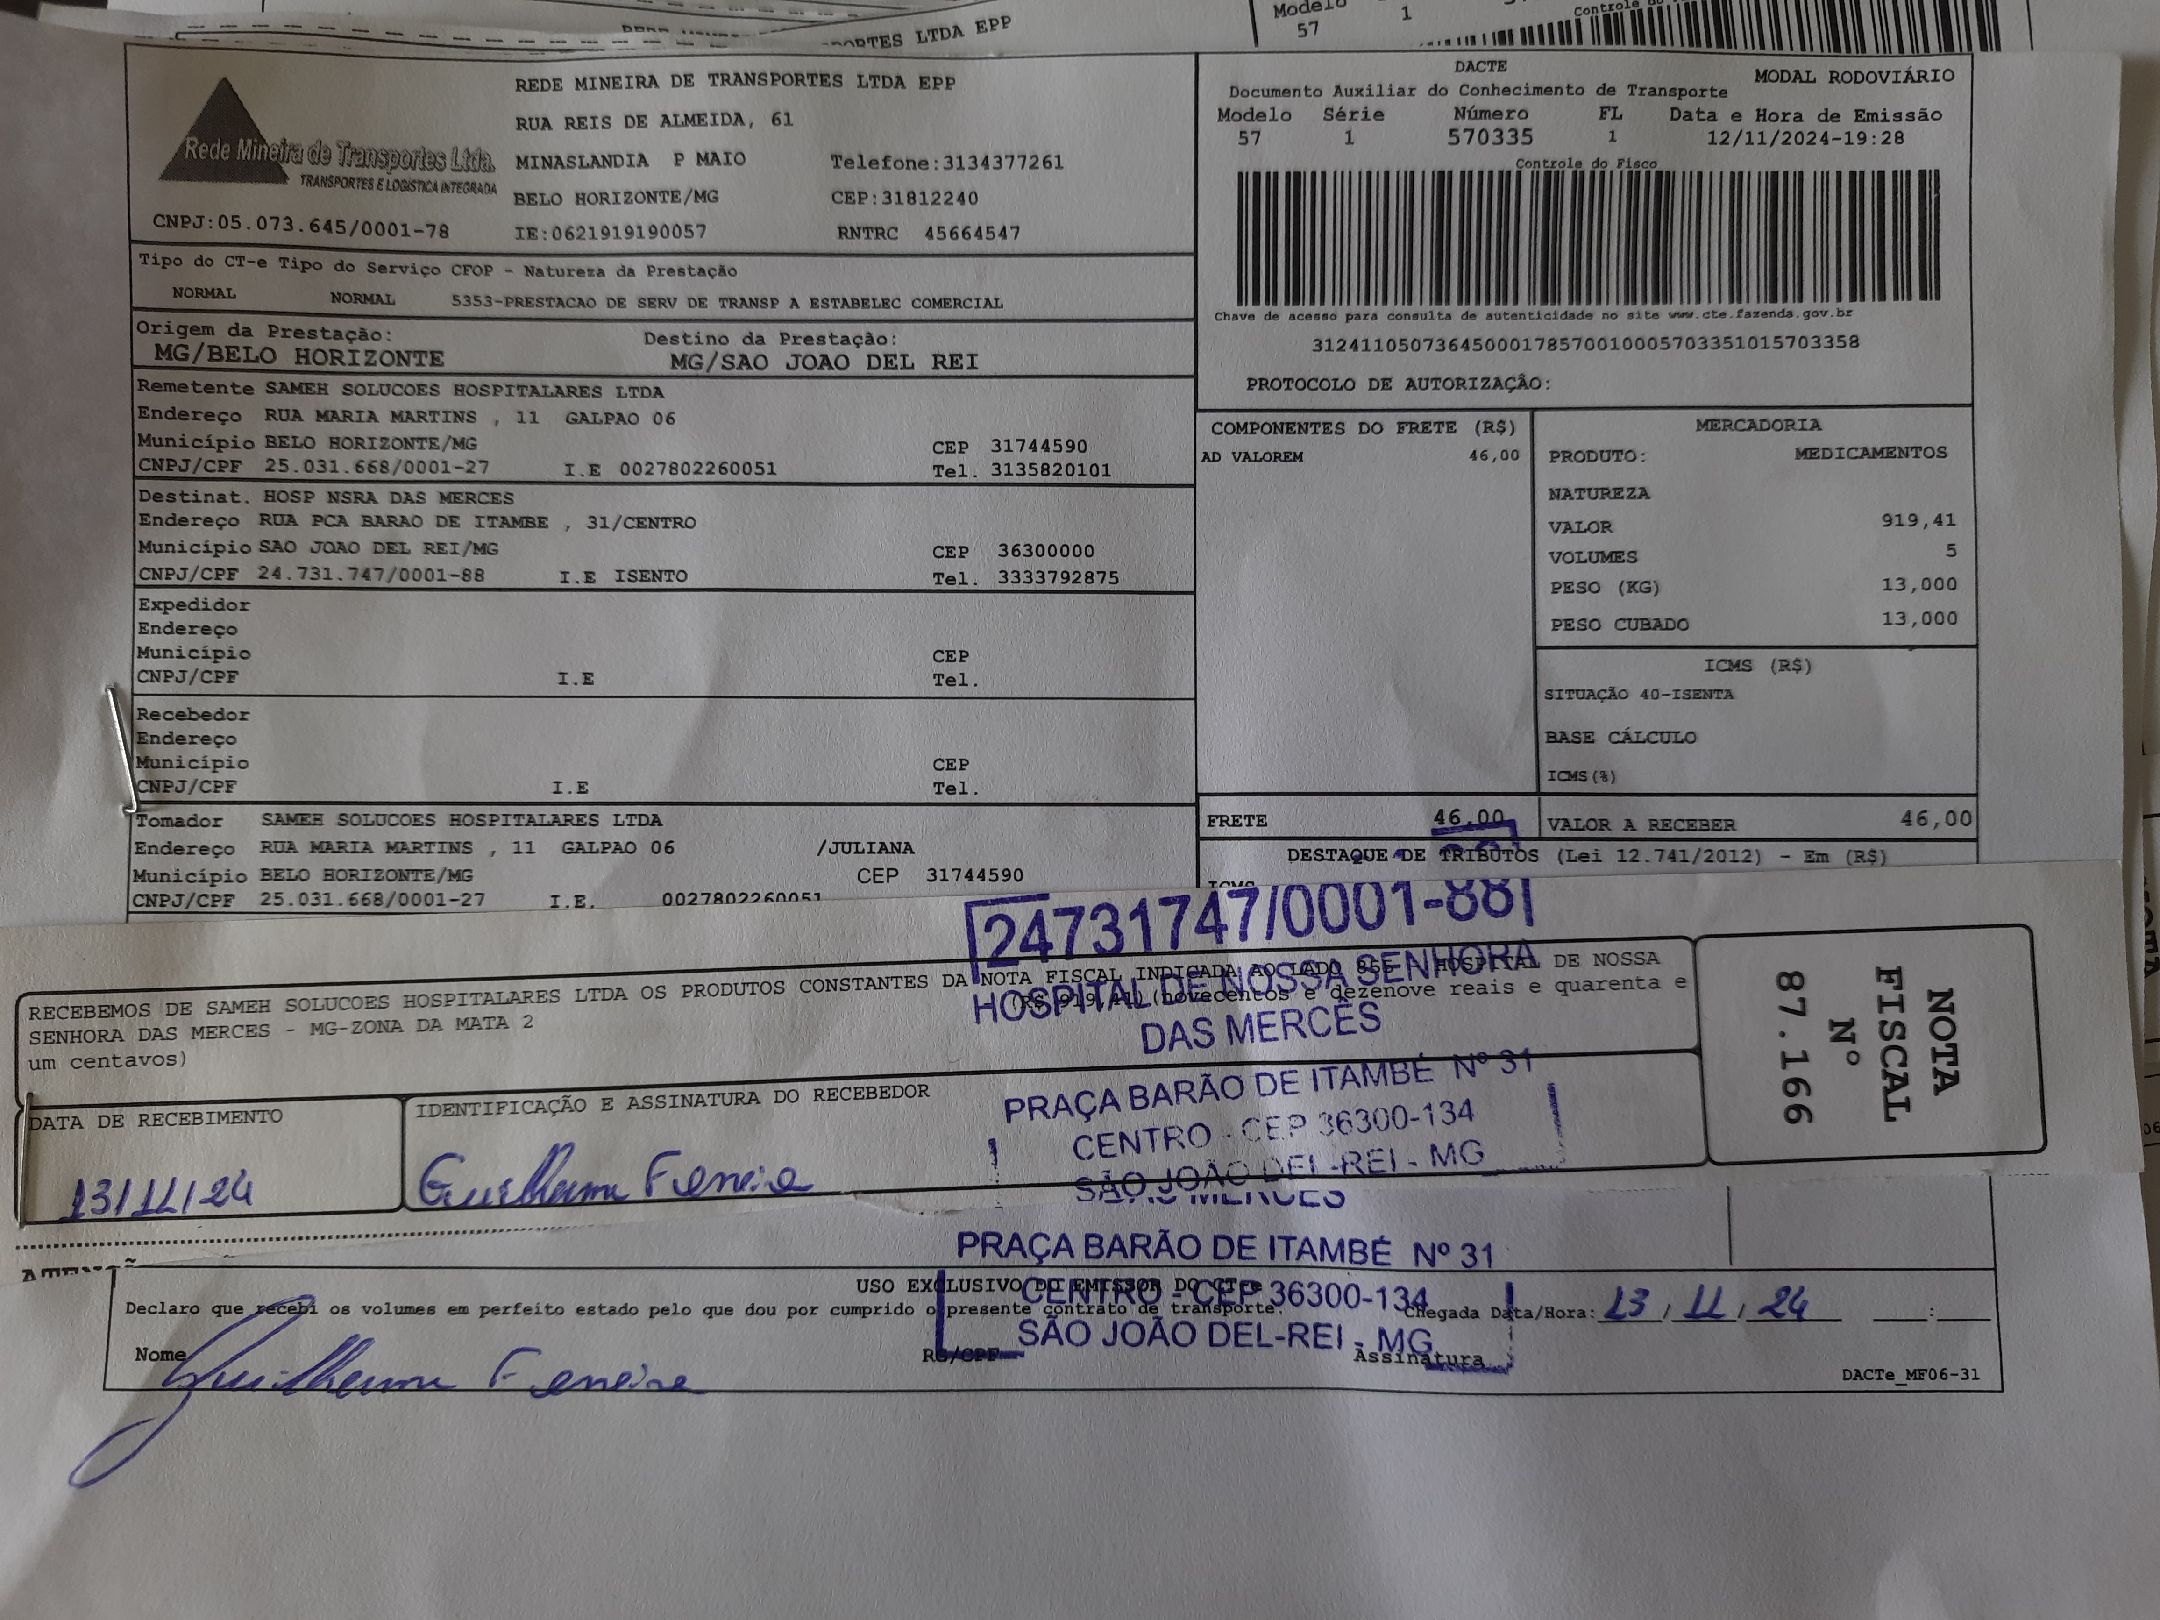 PORTES LTDA EPP
Modelo
57
1
REDE MINEIRA DE TRANSPORTES LTDA EPP
RUA REIS DE ALMEIDA, 61
Rede Mineira de Transportes Ltda.
TRANSPORTES E LOGÍSTICA INTEGRADA
MINASLANDIA P MAIO Telefone:3134377261
BELO HORIZONTE/MG CEP:31812240
CNPJ:05.073.645/0001-78 IE:0621919190057 RNTRC 45664547
DACTE MODAL RODOVIÁRIO
Documento Auxiliar do Conhecimento de Transporte
Modelo Série Número FL Data e Hora de Emissão
57 1 570335 1 12/11/2024-19:28
Controle do Fisco
Chave de acesso para consulta de autenticidade no site www.cte.fazenda.gov.br
31241105073645000178570010005703351015703358
PROTOCOLO DE AUTORIZAÇÃO:
Tipo do CT-e Tipo do Serviço CFOP - Natureza da Prestação
NORMAL NORMAL 5353-PRESTACAO DE SERV DE TRANSP A ESTABELEC COMERCIAL
Origem da Prestação: Destino da Prestação:
MG/BELO HORIZONTE MG/SAO JOAO DEL REI
Remetente SAMEH SOLUCOES HOSPITALARES LTDA
Endereço RUA MARIA MARTINS , 11 GALPAO 06
Município BELO HORIZONTE/MG CEP 31744590
CNPJ/CPF 25.031.668/0001-27 I.E 0027802260051 Tel. 3135820101
Destinat. HOSP NSRA DAS MERCES
Endereço RUA PCA BARAO DE ITAMBE , 31/CENTRO
Município SAO JOAO DEL REI/MG CEP 36300000
CNPJ/CPF 24.731.747/0001-88 I.E ISENTO Tel. 3333792875
Expedidor
Endereço
Município CEP
CNPJ/CPF I.E Tel.
Recebedor
Endereço
Município CEP
CNPJ/CPF I.E Tel.
Tomador SAMEH SOLUCOES HOSPITALARES LTDA
Endereço RUA MARIA MARTINS , 11 GALPAO 06 /JULIANA
Município BELO HORIZONTE/MG CEP 31744590
CNPJ/CPF 25.031.668/0001-27 I.E. 0027802260051
COMPONENTES DO FRETE (R$)
AD VALOREM 46,00
MERCADORIA
PRODUTO: MEDICAMENTOS
NATUREZA
VALOR 919,41
VOLUMES 5
PESO (KG) 13,000
PESO CUBADO 13,000
ICMS (R$)
SITUAÇÃO 40-ISENTA
BASE CÁLCULO
ICMS(%)
FRETE 46,00 VALOR A RECEBER 46,00
DESTAQUE DE TRIBUTOS (Lei 12.741/2012) - Em (R$)
ICMS
24731747/0001-88
HOSPITAL DE NOSSA SENHORA
DAS MERCÊS
PRAÇA BARÃO DE ITAMBÉ Nº 31
CENTRO - CEP 36300-134
SÃO JOÃO DEL-REI - MG
RECEBEMOS DE SAMEH SOLUCOES HOSPITALARES LTDA OS PRODUTOS CONSTANTES DA NOTA FISCAL INDICADA AO LADO HOSPITAL DE NOSSA
SENHORA DAS MERCES - MG-ZONA DA MATA 2 (R$ 919,41) (novecentos e dezenove reais e quarenta e
um centavos)
DATA DE RECEBIMENTO
13/11/24
IDENTIFICAÇÃO E ASSINATURA DO RECEBEDOR
Guilherme Ferreira
NOTA
FISCAL
Nº
87.166
DAS MERCES
PRAÇA BARÃO DE ITAMBÉ Nº 31
CENTRO - CEP 36300-134
SÃO JOÃO DEL-REI - MG
USO EXCLUSIVO DO EMISSOR DO CT-e
Declaro que recebi os volumes em perfeito estado pelo que dou por cumprido o presente contrato de transporte. Chegada Data/Hora: 13 / 11 / 24 :
Nome Guilherme Ferreira RG/CPF Assinatura
DACTe_MF06-31